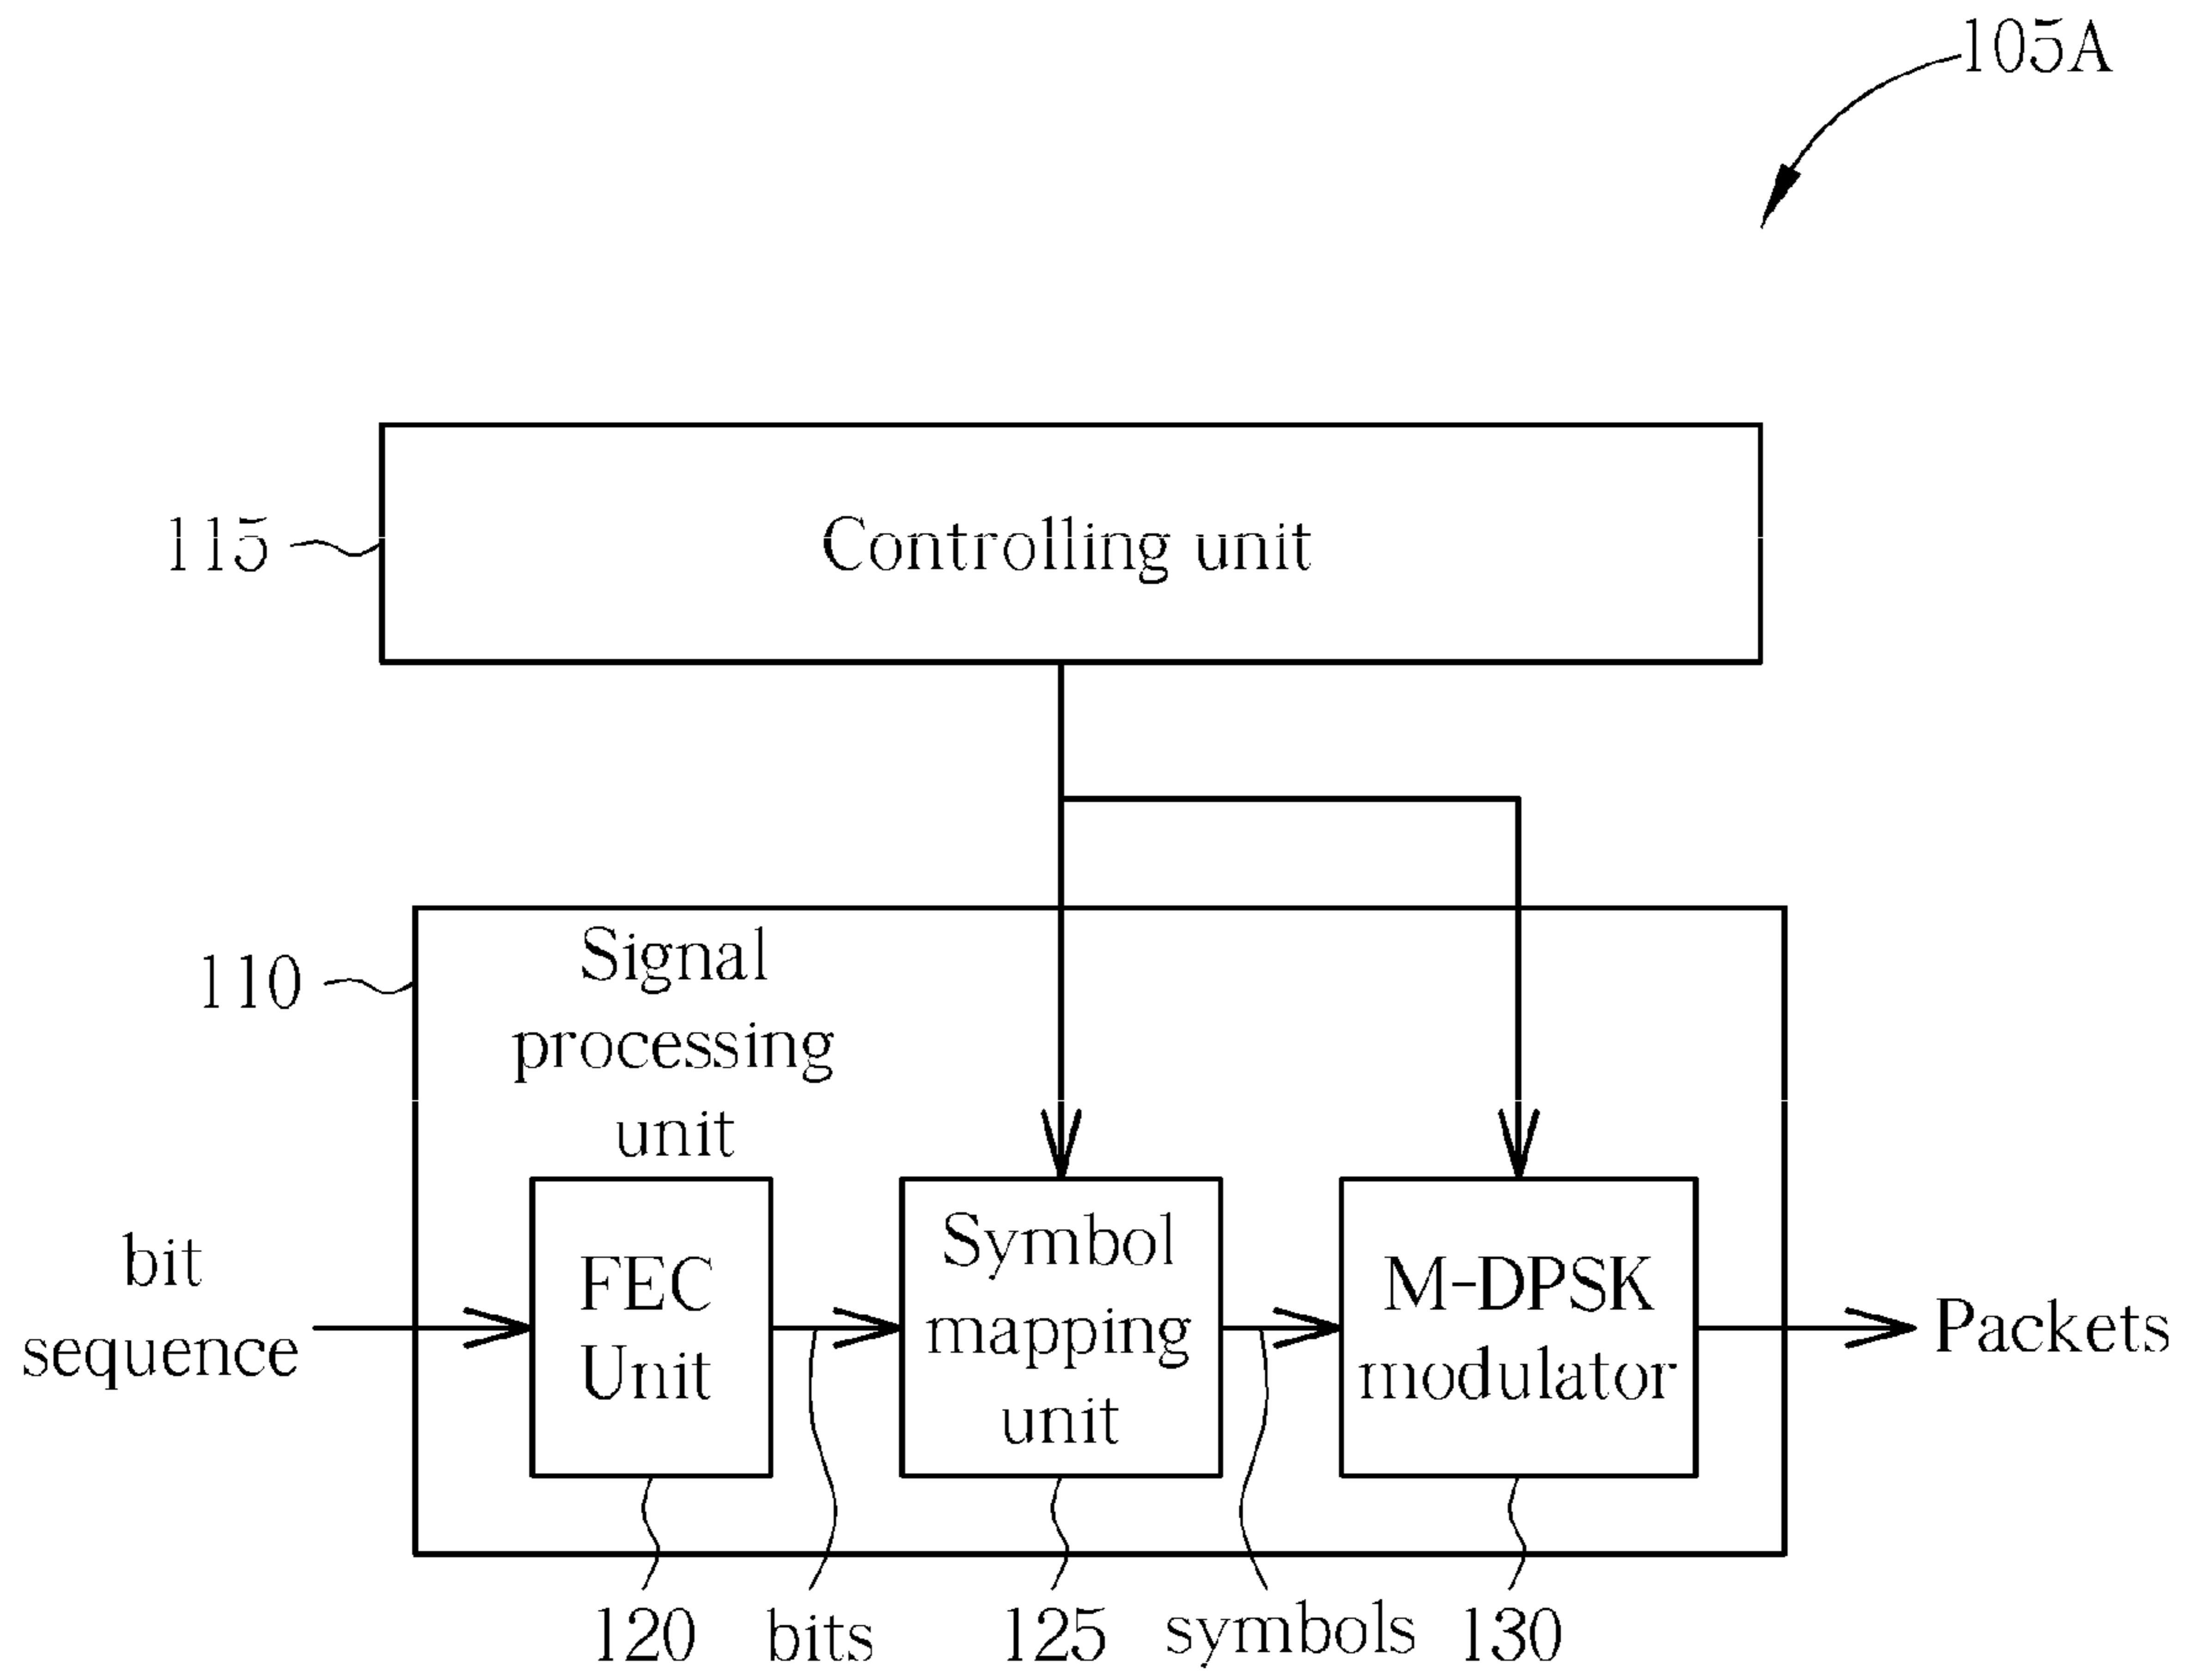 105A
115
Controlling unit
110
Signal
processing
unit
bit
sequence
FEC
Unit
Symbol
mapping
unit
M-DPSK
modulator
Packets
120
bits
125
symbols
130